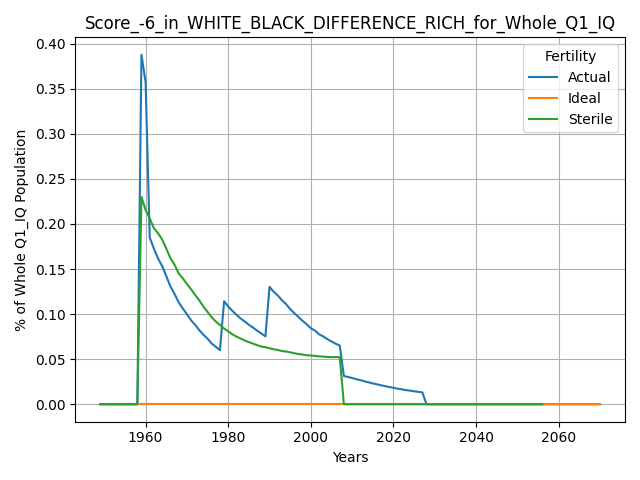 Score_-6_in_WHITE_BLACK_DIFFERENCE_RICH_for_Whole_Q1_IQ
Fertility
Actual
Ideal
Sterile
% of Whole Q1_IQ Population
0.40
0.35
0.30
0.25
0.20
0.15
0.10
0.05
0.00
1960
1980
2000
2020
2040
2060
Years